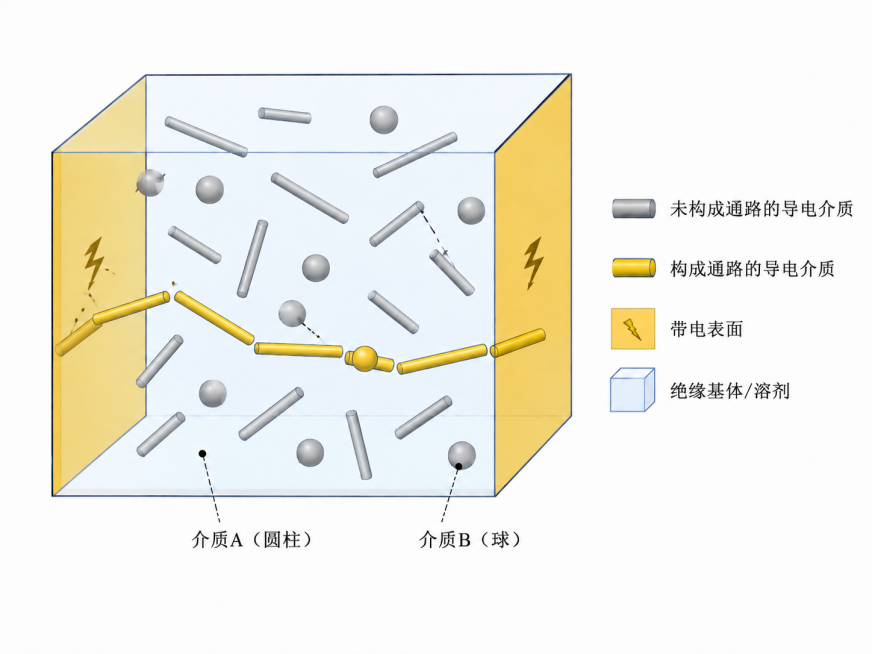 未构成通路的导电介质
构成通路的导电介质
带电表面
绝缘基体/溶剂
介质A（圆柱）
介质B（球）